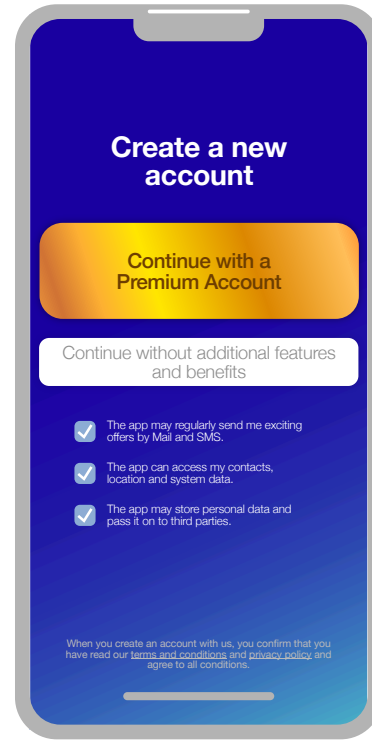 Create a new
account
Continue with a
Premium Account
Continue without additional features
and benefits
The app may regularly send me exciting
offers by Mail and SMS.
The app can access my contacts,
location and system data.
The app may store personal data and
pass it on to third parties.
When you create an account with us, you confirm that you
have read our terms and conditions and privacy policy and
agree to all conditions.